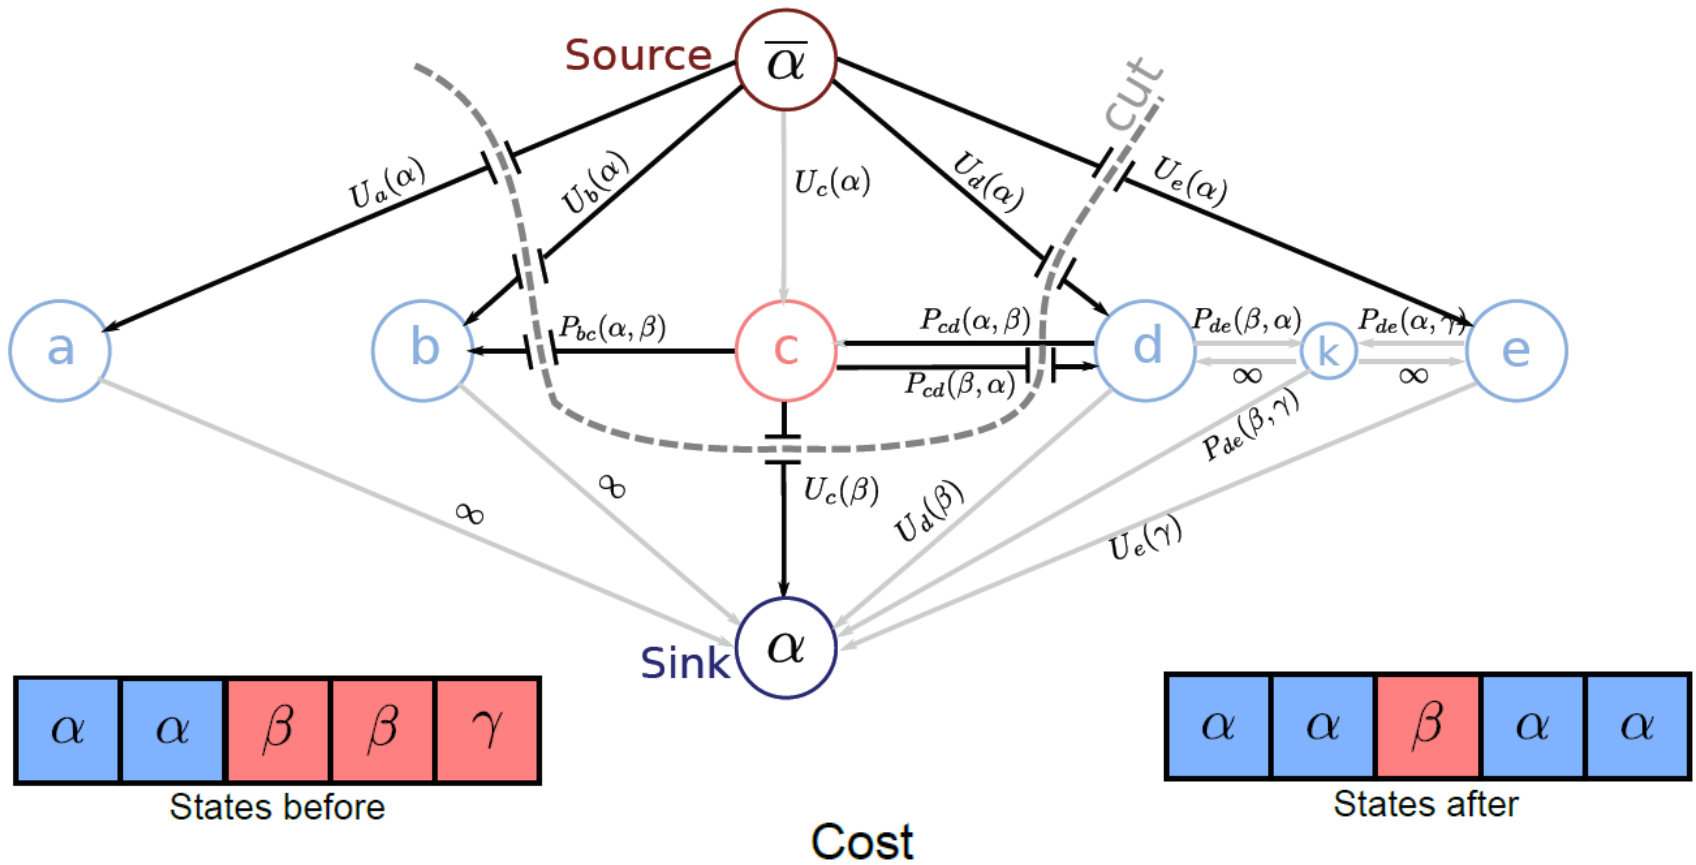 Source
α̅
cut
U_a(α)
U_b(α)
U_c(α)
U_d(α)
U_e(α)
a
b
P_bc(α, β)
c
P_cd(α, β)
P_cd(β, α)
d
P_de(β, α)
∞
k
P_de(α, γ)
∞
e
∞
∞
U_c(β)
U_d(β)
P_de(β, γ)
U_e(γ)
Sink
α
α α β β γ
States before
α α β α α
States after
Cost